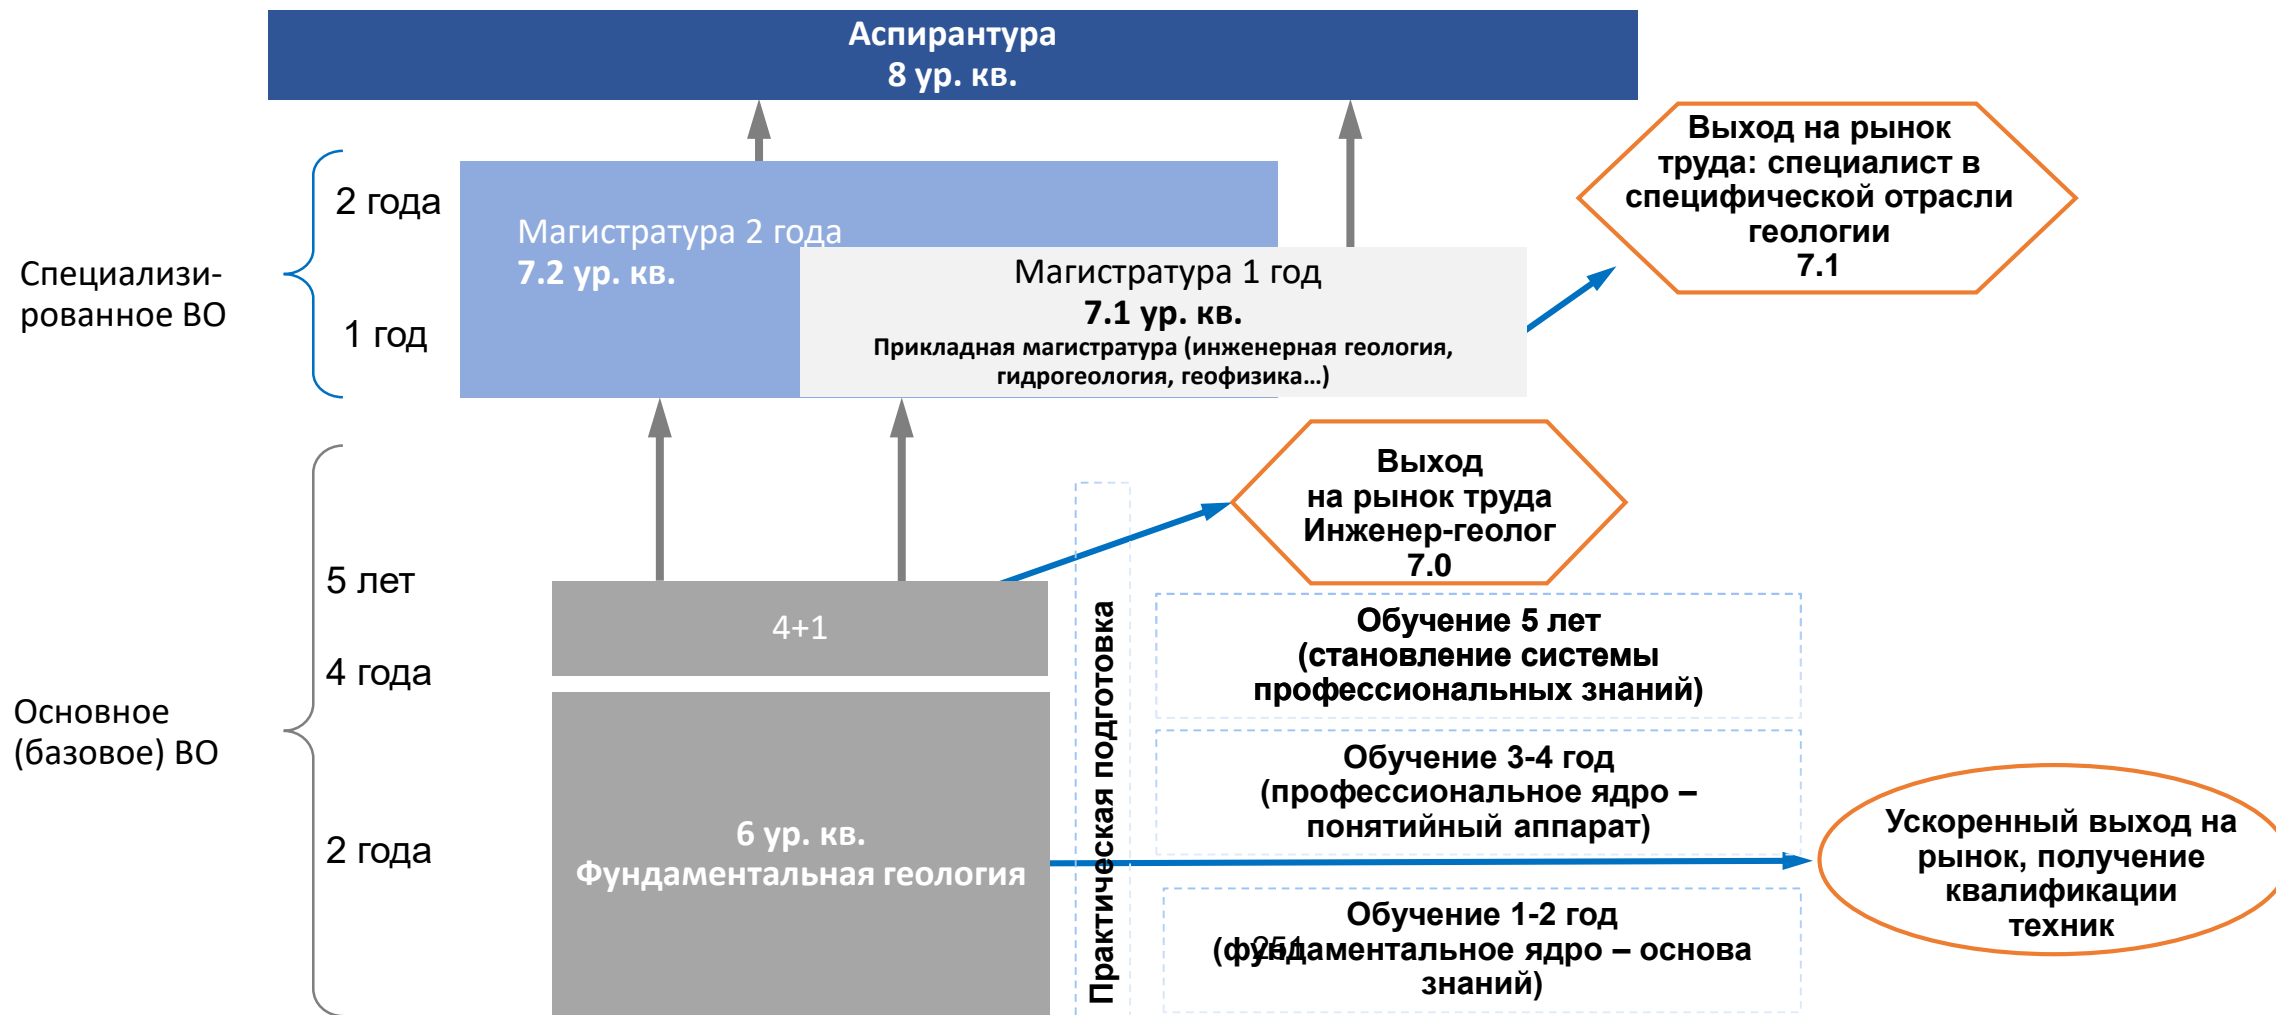 Аспирантура
8 ур. кв.
Выход на рынок
труда: специалист в
специфической отрасли
геологии
7.1
2 года
Магистратура 2 года
7.2 ур. кв.
Специализи-
рованное ВО
1 год
Магистратура 1 год
7.1 ур. кв.
Прикладная магистратура (инженерная геология,
гидрогеология, геофизика...)
Выход
на рынок труда
Инженер-геолог
7.0
5 лет
4+1
4 года
Основное
(базовое) ВО
2 года
6 ур. кв.
Фундаментальная геология
Практическая подготовка
Обучение 5 лет
(становление системы
профессиональных знаний)
Обучение 3-4 год
(профессиональное ядро –
понятийный аппарат)
Обучение 1-2 год
(фундаментальное ядро – основа
знаний)
251
Ускоренный выход на
рынок, получение
квалификации
техник